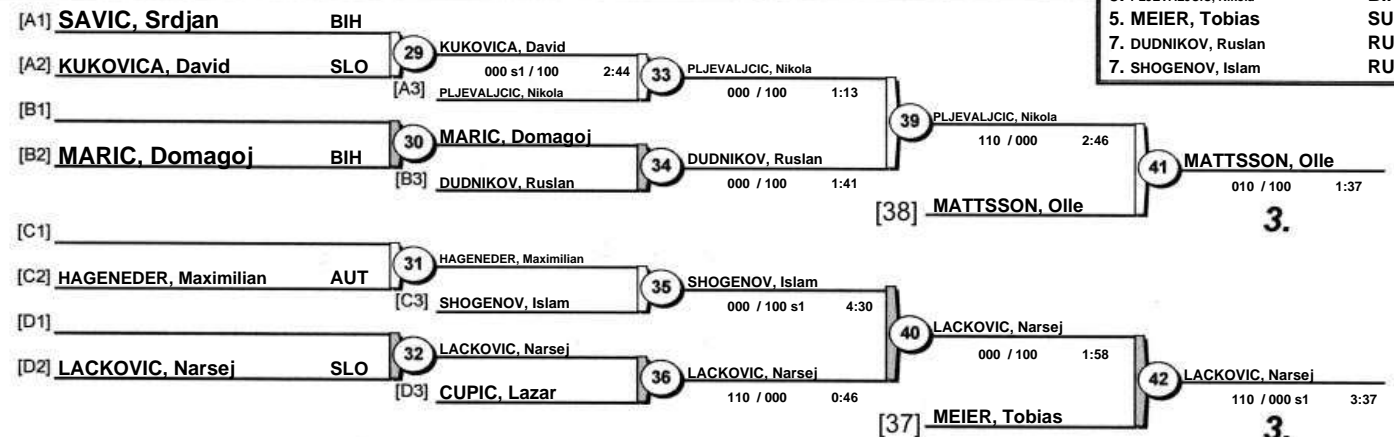 5. MEIER, Tobias SU
7. DUDNIKOV, Ruslan RU
7. SHOGENOV, Islam RU
[A1] SAVIC, Srdjan BIH
[A2] KUKOVICA, David SLO
29 KUKOVICA, David
000 s1 / 100 2:44
[A3] PLJEVALJCIC, Nikola
33 PLJEVALJCIC, Nikola
000 / 100 1:13
[B1]
[B2] MARIC, Domagoj BIH
30 MARIC, Domagoj
[B3] DUDNIKOV, Ruslan
34 DUDNIKOV, Ruslan
000 / 100 1:41
39 PLJEVALJCIC, Nikola
110 / 000 2:46
[38] MATTSSON, Olle
41 MATTSSON, Olle
010 / 100 1:37
3.
[C1]
[C2] HAGENEDER, Maximilian AUT
31 HAGENEDER, Maximilian
[C3] SHOGENOV, Islam
35 SHOGENOV, Islam
000 / 100 s1 4:30
[D1]
[D2] LACKOVIC, Narsej SLO
32 LACKOVIC, Narsej
[D3] CUPIC, Lazar
36 LACKOVIC, Narsej
110 / 000 0:46
40 LACKOVIC, Narsej
000 / 100 1:58
[37] MEIER, Tobias
42 LACKOVIC, Narsej
110 / 000 s1 3:37
3.